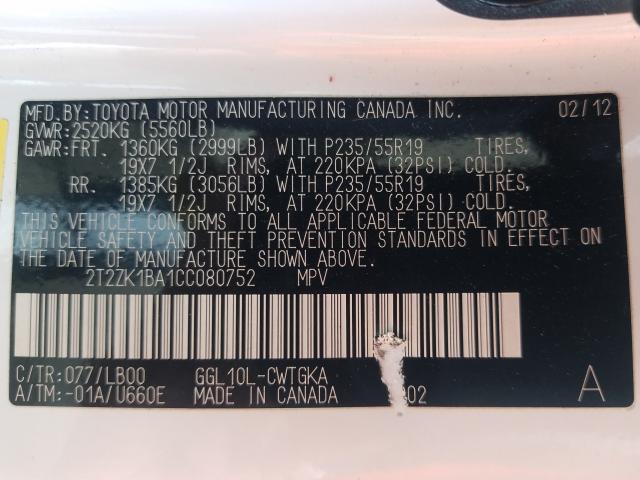 MFD.BY:TOYOTA MOTOR MANUFACTURING CANADA INC. 02/12
GVWR:2520KG (5560LB)
GAWR:FRT. 1360KG (2999LB) WITH P235/55R19 TIRES,
19X7 1/2J RIMS, AT 220KPA (32PSI) COLD.
RR. 1385KG (3056LB) WITH P235/55R19 TIRES,
19X7 1/2J RIMS, AT 220KPA (32PSI) COLD.
THIS VEHICLE CONFORMS TO ALL APPLICABLE FEDERAL MOTOR
VEHICLE SAFETY AND THEFT PREVENTION STANDARDS IN EFFECT ON
THE DATE OF MANUFACTURE SHOWN ABOVE.
2T2ZK1BA1CC080752 MPV
C/TR:077/LB00 GGL10L-CWTGKA
A/TM:-01A/U660E MADE IN CANADA 02 A